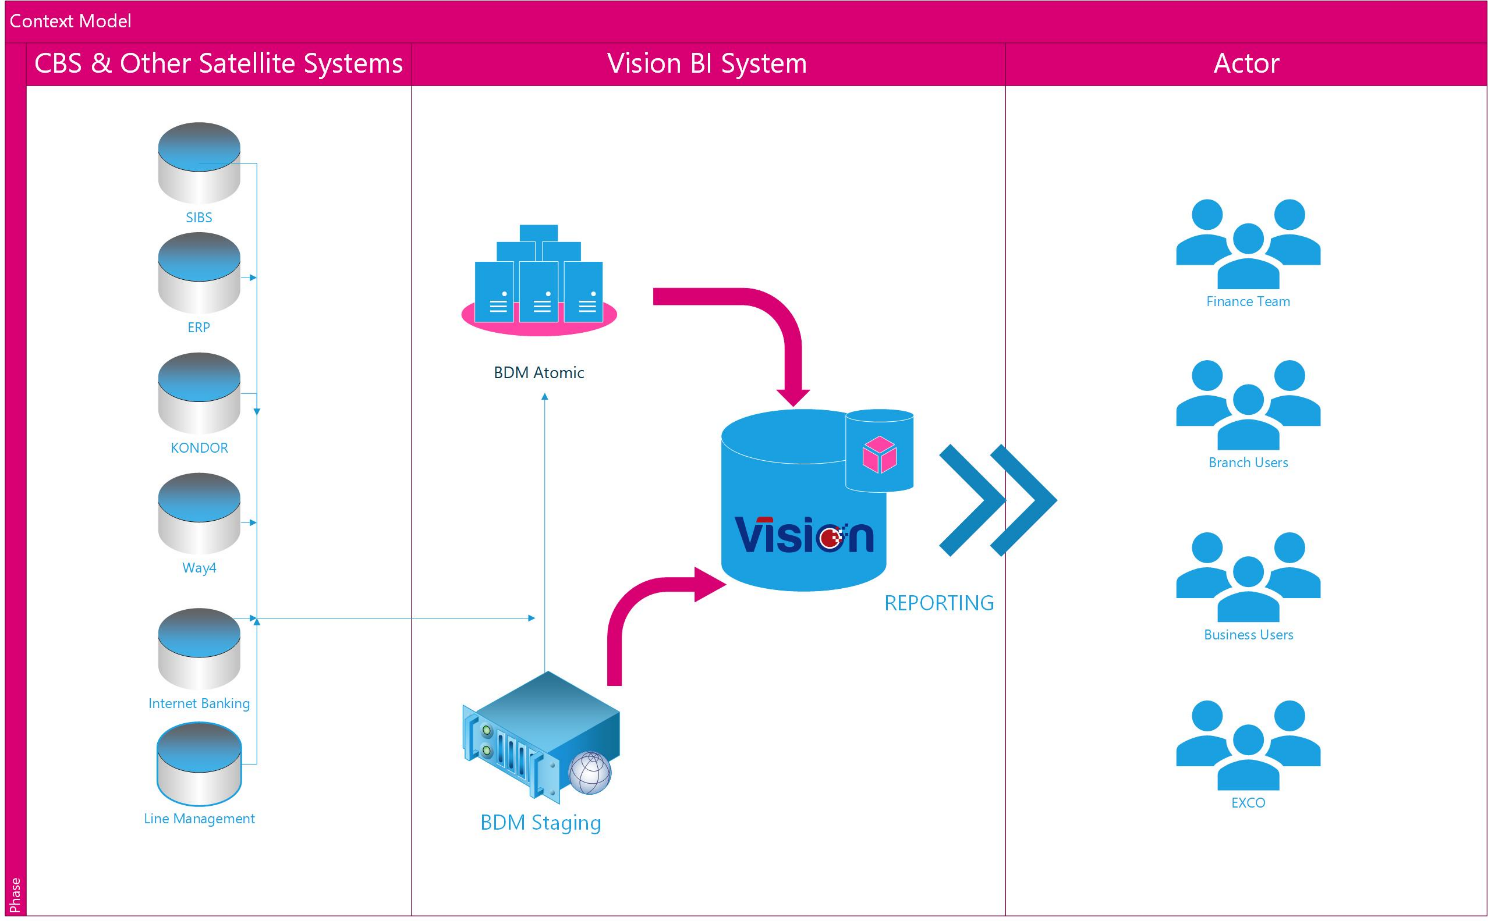 Context Model
CBS & Other Satellite Systems
Vision BI System
Actor
SIBS
ERP
KONDOR
Way4
Internet Banking
Line Management
BDM Atomic
Vision
REPORTING
BDM Staging
Finance Team
Branch Users
Business Users
EXCO
Phase